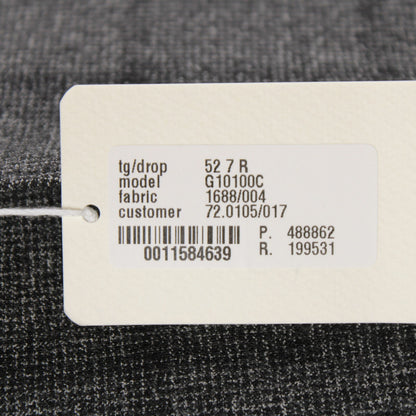 tg/drop 52 7 R
model G10100C
fabric 1688/004
customer 72.0105/017
P. 488862
0011584639 R. 199531